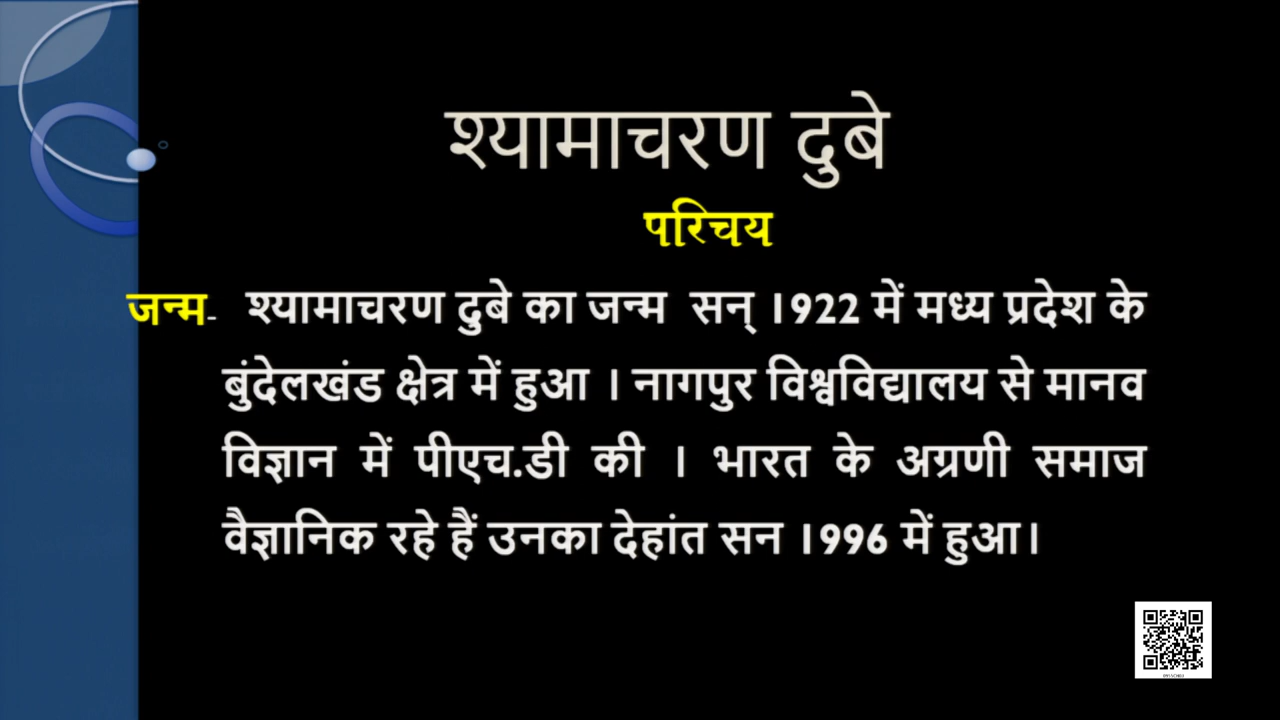 श्यामाचरण दुबे
परिचय
जन्म- श्यामाचरण दुबे का जन्म सन् 1922 में मध्य प्रदेश के
बुंदेलखंड क्षेत्र में हुआ । नागपुर विश्वविद्यालय से मानव
विज्ञान में पीएच.डी की । भारत के अग्रणी समाज
वैज्ञानिक रहे हैं उनका देहांत सन 1996 में हुआ।